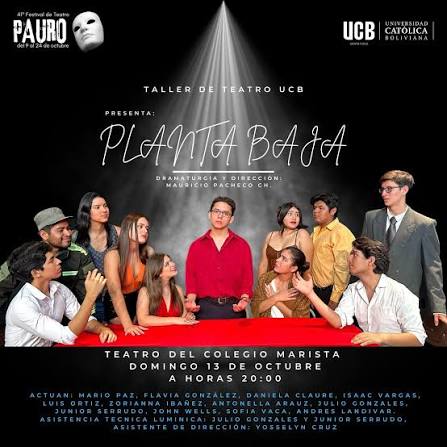 41º Festival de Teatro
PAURO
del 9 al 24 de octubre
UCB
UNIVERSIDAD
CATÓLICA
BOLIVIANA
TALLER DE TEATRO UCB
PRESENTA:
PLANTA BAJA
DRAMATURGIA Y DIRECCIÓN:
MAURICIO PACHECO CH.
TEATRO DEL COLEGIO MARISTA
DOMINGO 13 DE OCTUBRE
A HORAS 20:00
ACTUAN: MARIO PAZ, FLAVIA GONZÁLEZ, DANIELA CLAURE, ISAAC VARGAS,
LUIS ORTIZ, ZORIANNA IBAÑEZ, ANTONELLA ARAUZ, JULIO GONZALES,
JUNIOR SERRUDO, JOHN WELLS, SOFIA VACA, ANDRES LANDIVAR.
ASISTENCIA TECNICA LUMINICA: JULIO GONZALES Y JUNIOR SERRUDO,
ASISTENTE DE DIRECCIÓN: YOSSELYN CRUZ